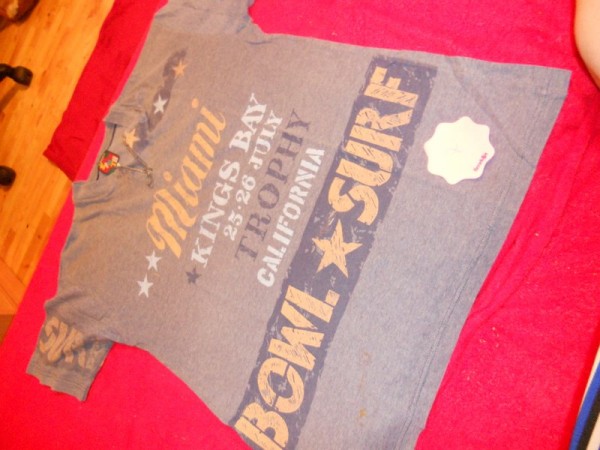 Miami
KINGS BAY
25-26 JULY
TROPHY
CALIFORNIA
BOWL ★ SURF